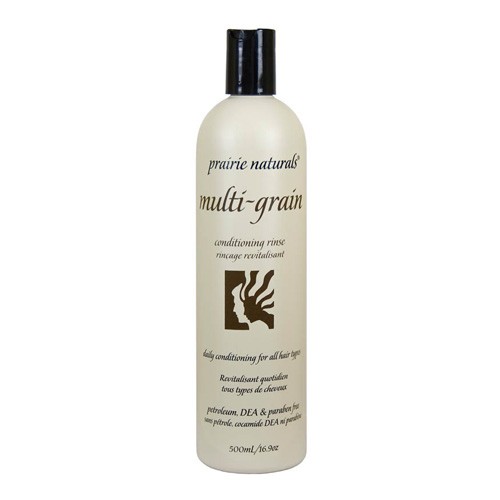 prairie naturals®
multi-grain
conditioning rinse
rincage revitalisant
daily conditioning for all hair types
Revitalisant quotidien
tous types de cheveux
petroleum, DEA & paraben free
sans pétrole, cocamide DEA ni parabène
500ml/16.9oz